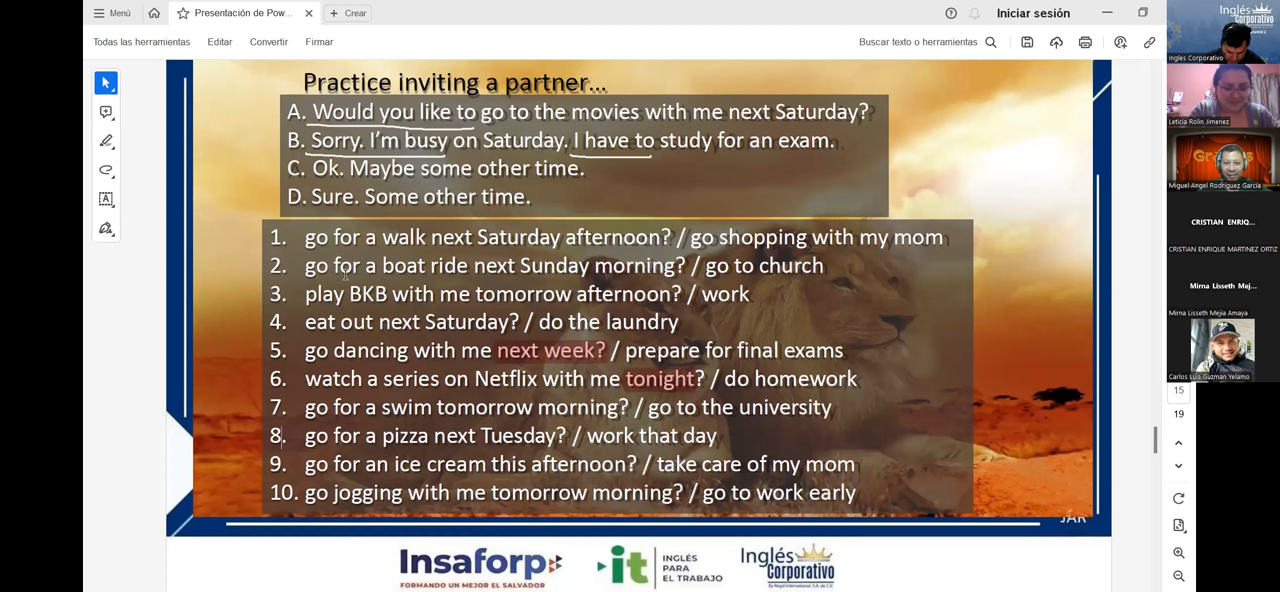 Menú
Presentación de Pow...
Crear
Iniciar sesión
Todas las herramientas
Editar
Convertir
Firmar
Buscar texto o herramientas
Practice inviting a partner...
A. Would you like to go to the movies with me next Saturday?
B. Sorry. I'm busy on Saturday. I have to study for an exam.
C. Ok. Maybe some other time.
D. Sure. Some other time.
1. go for a walk next Saturday afternoon? / go shopping with my mom
2. go for a boat ride next Sunday morning? / go to church
3. play BKB with me tomorrow afternoon? / work
4. eat out next Saturday? / do the laundry
5. go dancing with me next week? / prepare for final exams
6. watch a series on Netflix with me tonight? / do homework
7. go for a swim tomorrow morning? / go to the university
8. go for a pizza next Tuesday? / work that day
9. go for an ice cream this afternoon? / take care of my mom
10. go jogging with me tomorrow morning? / go to work early
JAR
Insaforp
FORMANDO UN MEJOR EL SALVADOR
it
INGLÉS
PARA
EL TRABAJO
Inglés
Corporativo
15
19
Inglés
Corporativo
Ingles Corporativo
Leticia Rolin Jimenez
Miguel Angel Rodriguez Garcia
CRISTIAN ENRIQ...
CRISTIAN ENRIQUE MARTINEZ ORTIZ
Mirna Lisseth Mej...
Mirna Lisseth Mejia Amaya
Carlos Luis Guzman Yelamo